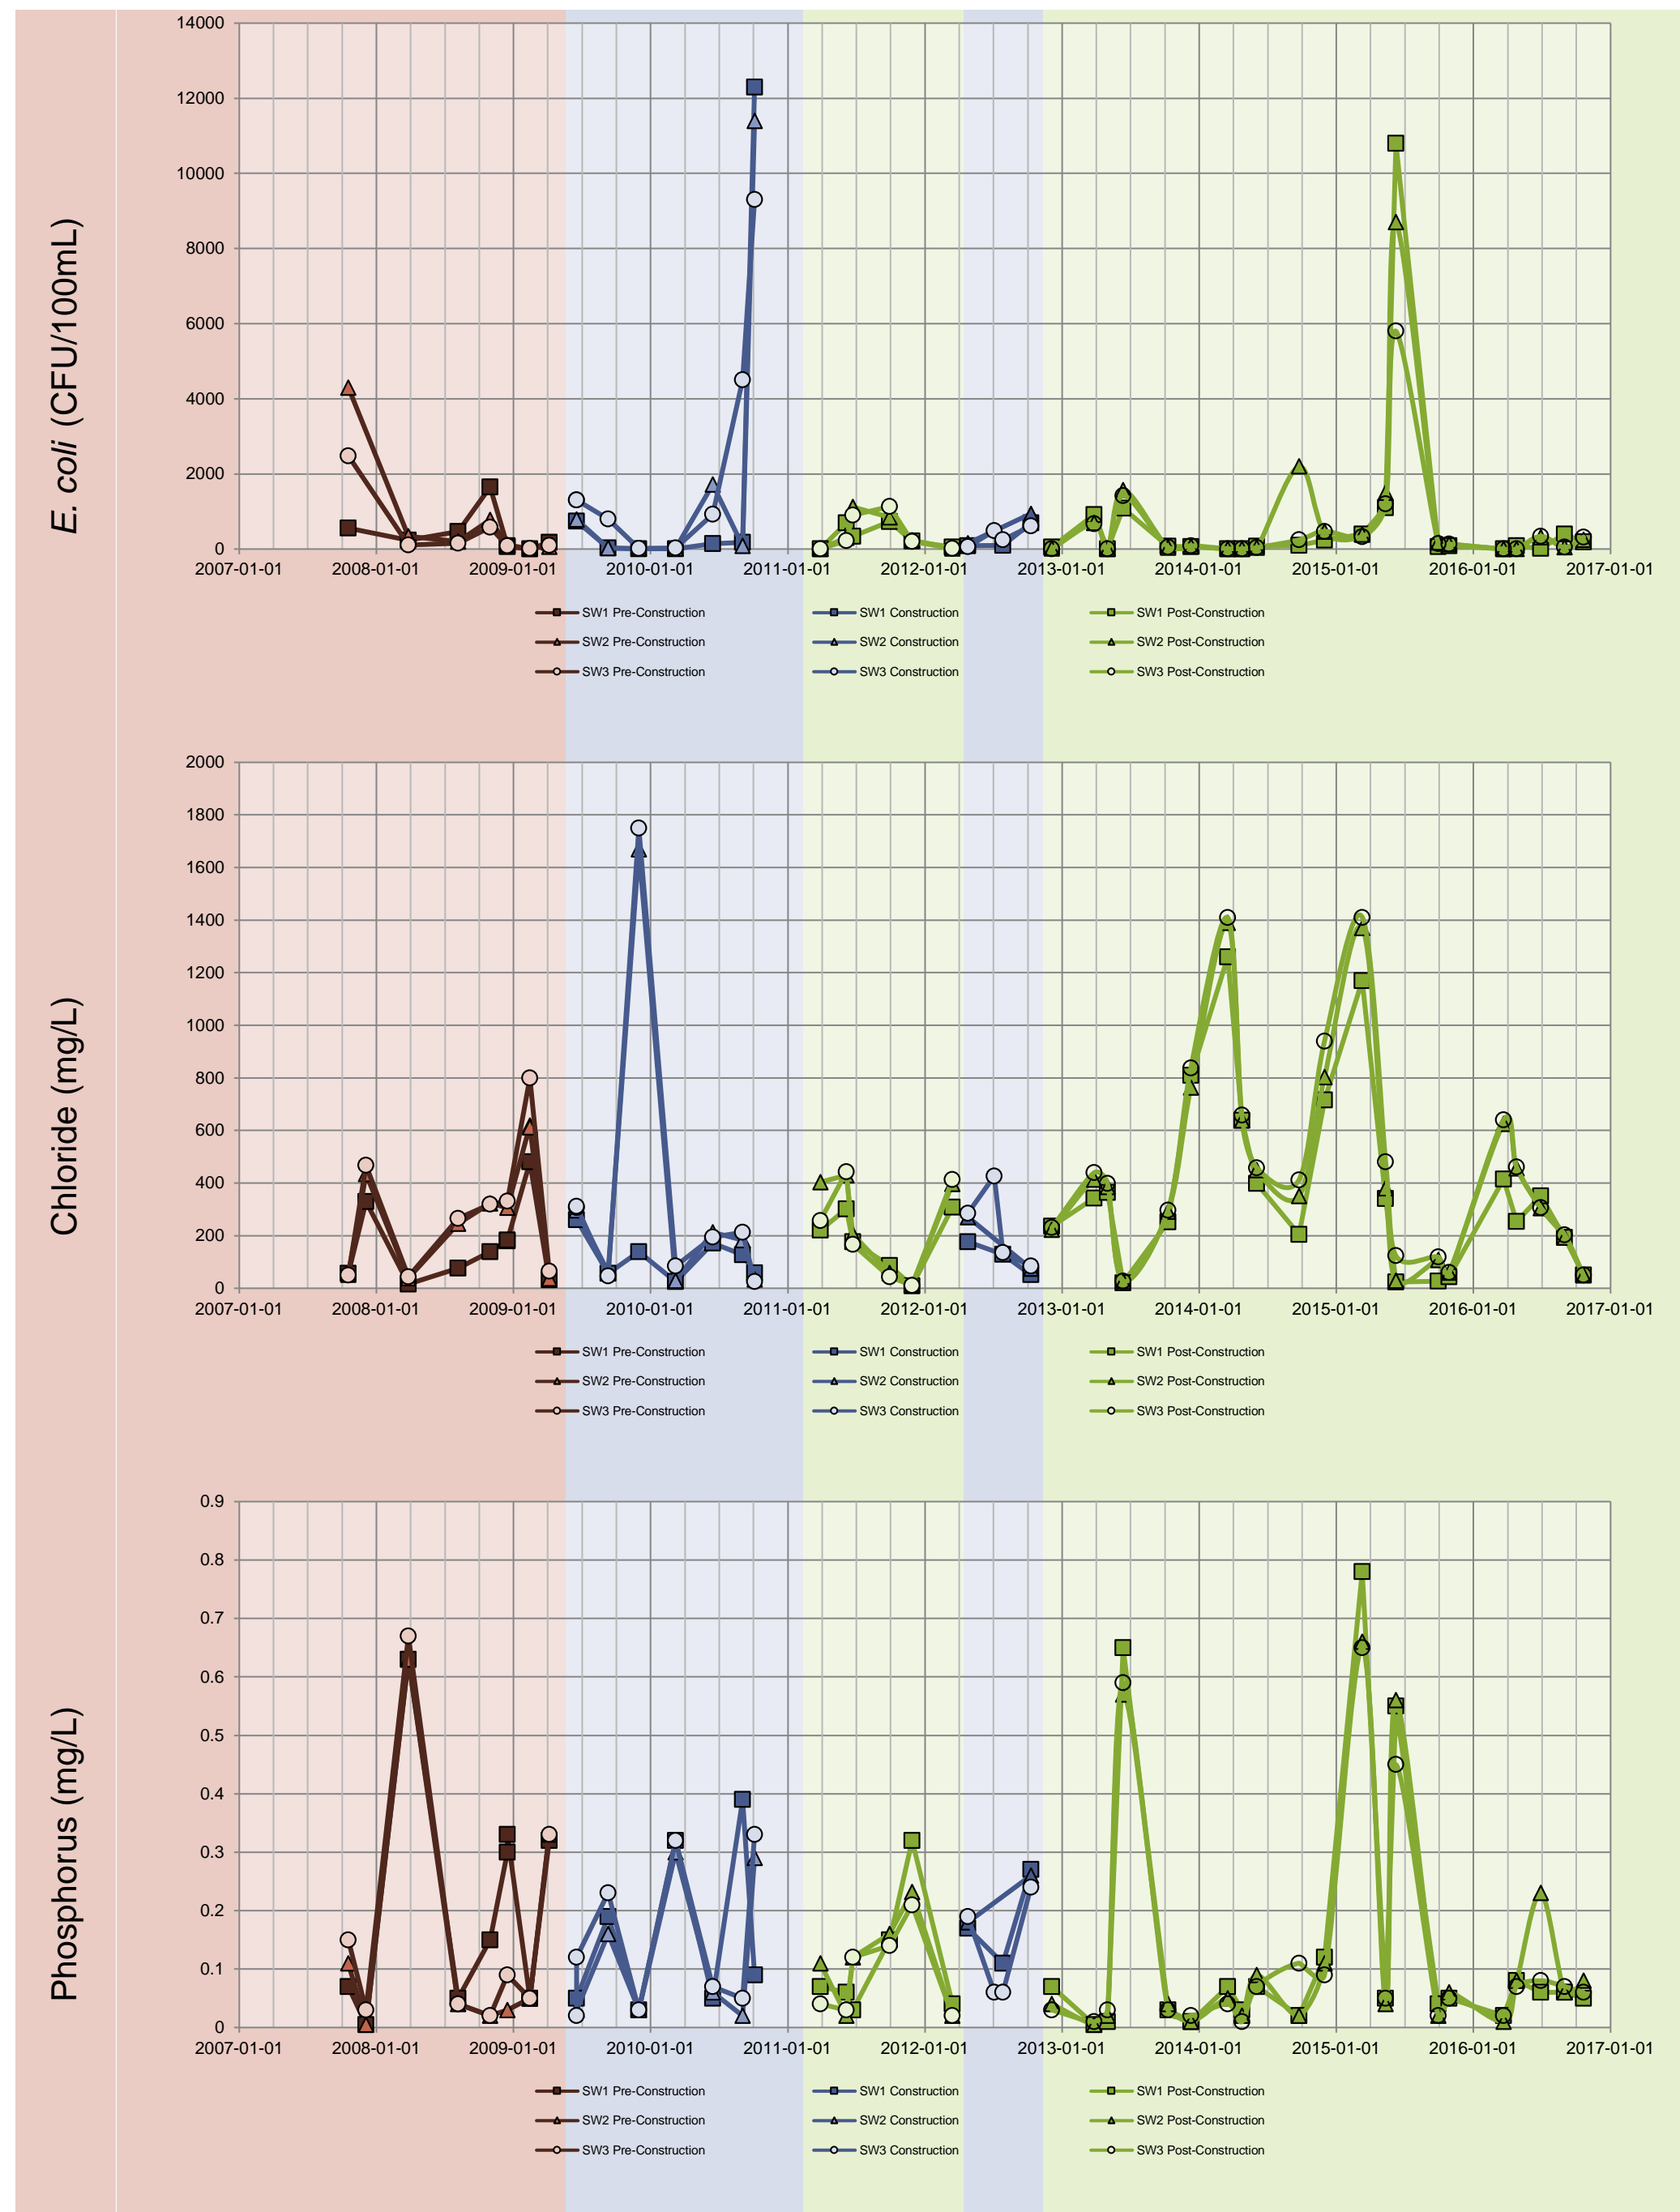 E. coli (CFU/100mL)
14000
12000
10000
8000
6000
4000
2000
0
2007-01-01 2008-01-01 2009-01-01 2010-01-01 2011-01-01 2012-01-01 2013-01-01 2014-01-01 2015-01-01 2016-01-01 2017-01-01
SW1 Pre-Construction SW1 Construction SW1 Post-Construction
SW2 Pre-Construction SW2 Construction SW2 Post-Construction
SW3 Pre-Construction SW3 Construction SW3 Post-Construction
Chloride (mg/L)
2000
1800
1600
1400
1200
1000
800
600
400
200
0
2007-01-01 2008-01-01 2009-01-01 2010-01-01 2011-01-01 2012-01-01 2013-01-01 2014-01-01 2015-01-01 2016-01-01 2017-01-01
SW1 Pre-Construction SW1 Construction SW1 Post-Construction
SW2 Pre-Construction SW2 Construction SW2 Post-Construction
SW3 Pre-Construction SW3 Construction SW3 Post-Construction
Phosphorus (mg/L)
0.9
0.8
0.7
0.6
0.5
0.4
0.3
0.2
0.1
0
2007-01-01 2008-01-01 2009-01-01 2010-01-01 2011-01-01 2012-01-01 2013-01-01 2014-01-01 2015-01-01 2016-01-01 2017-01-01
SW1 Pre-Construction SW1 Construction SW1 Post-Construction
SW2 Pre-Construction SW2 Construction SW2 Post-Construction
SW3 Pre-Construction SW3 Construction SW3 Post-Construction